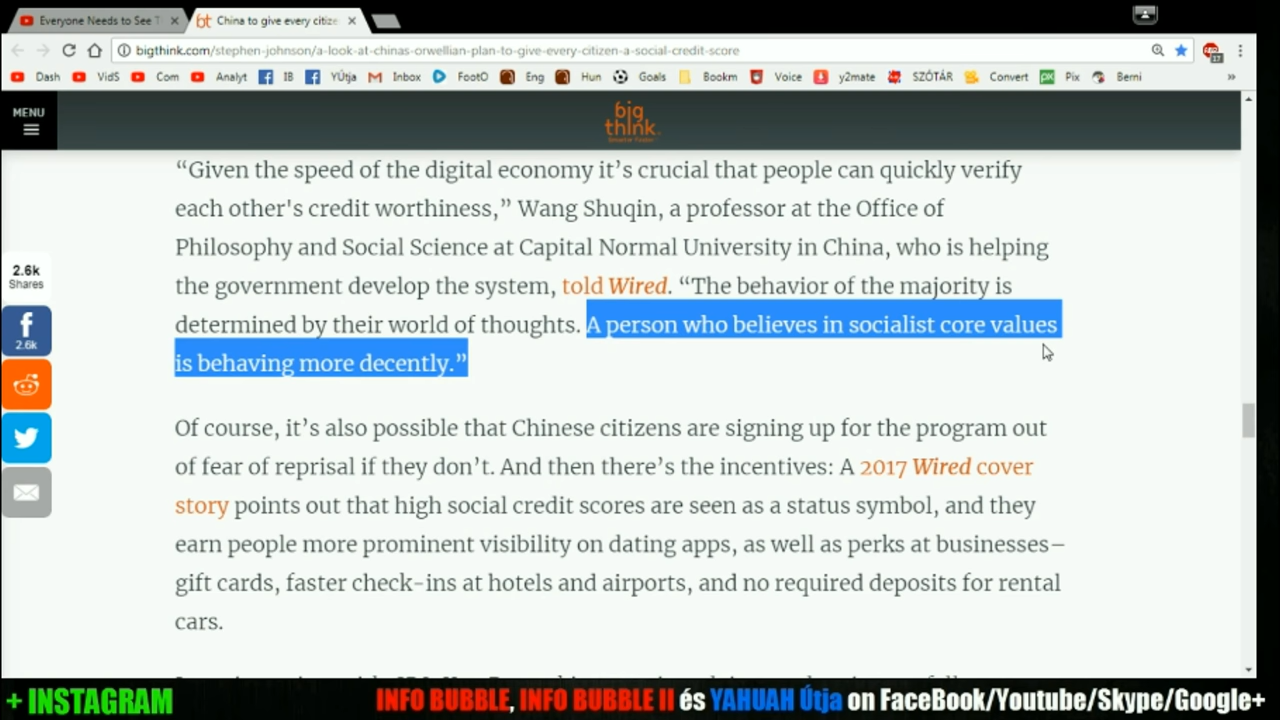 Everyone Needs to See T
China to give every citize
bigthink.com/stephen-johnson/a-look-at-chinas-orwellian-plan-to-give-every-citizen-a-social-credit-score
Dash VidS Com Analyt IB YÚtja Inbox FootO Eng Hun Goals Bookm Voice y2mate SZÓTÁR Convert Pix Berni »
MENU
big
think
“Given the speed of the digital economy it’s crucial that people can quickly verify
each other's credit worthiness,” Wang Shuqin, a professor at the Office of
Philosophy and Social Science at Capital Normal University in China, who is helping
the government develop the system, told Wired. “The behavior of the majority is
determined by their world of thoughts. A person who believes in socialist core values
is behaving more decently.”
2.6k
Shares
2.6k
Of course, it’s also possible that Chinese citizens are signing up for the program out
of fear of reprisal if they don’t. And then there’s the incentives: A 2017 Wired cover
story points out that high social credit scores are seen as a status symbol, and they
earn people more prominent visibility on dating apps, as well as perks at businesses–
gift cards, faster check-ins at hotels and airports, and no required deposits for rental
cars.
+ INSTAGRAM
INFO BUBBLE, INFO BUBBLE II és YAHUAH Útja on FaceBook/Youtube/Skype/Google+